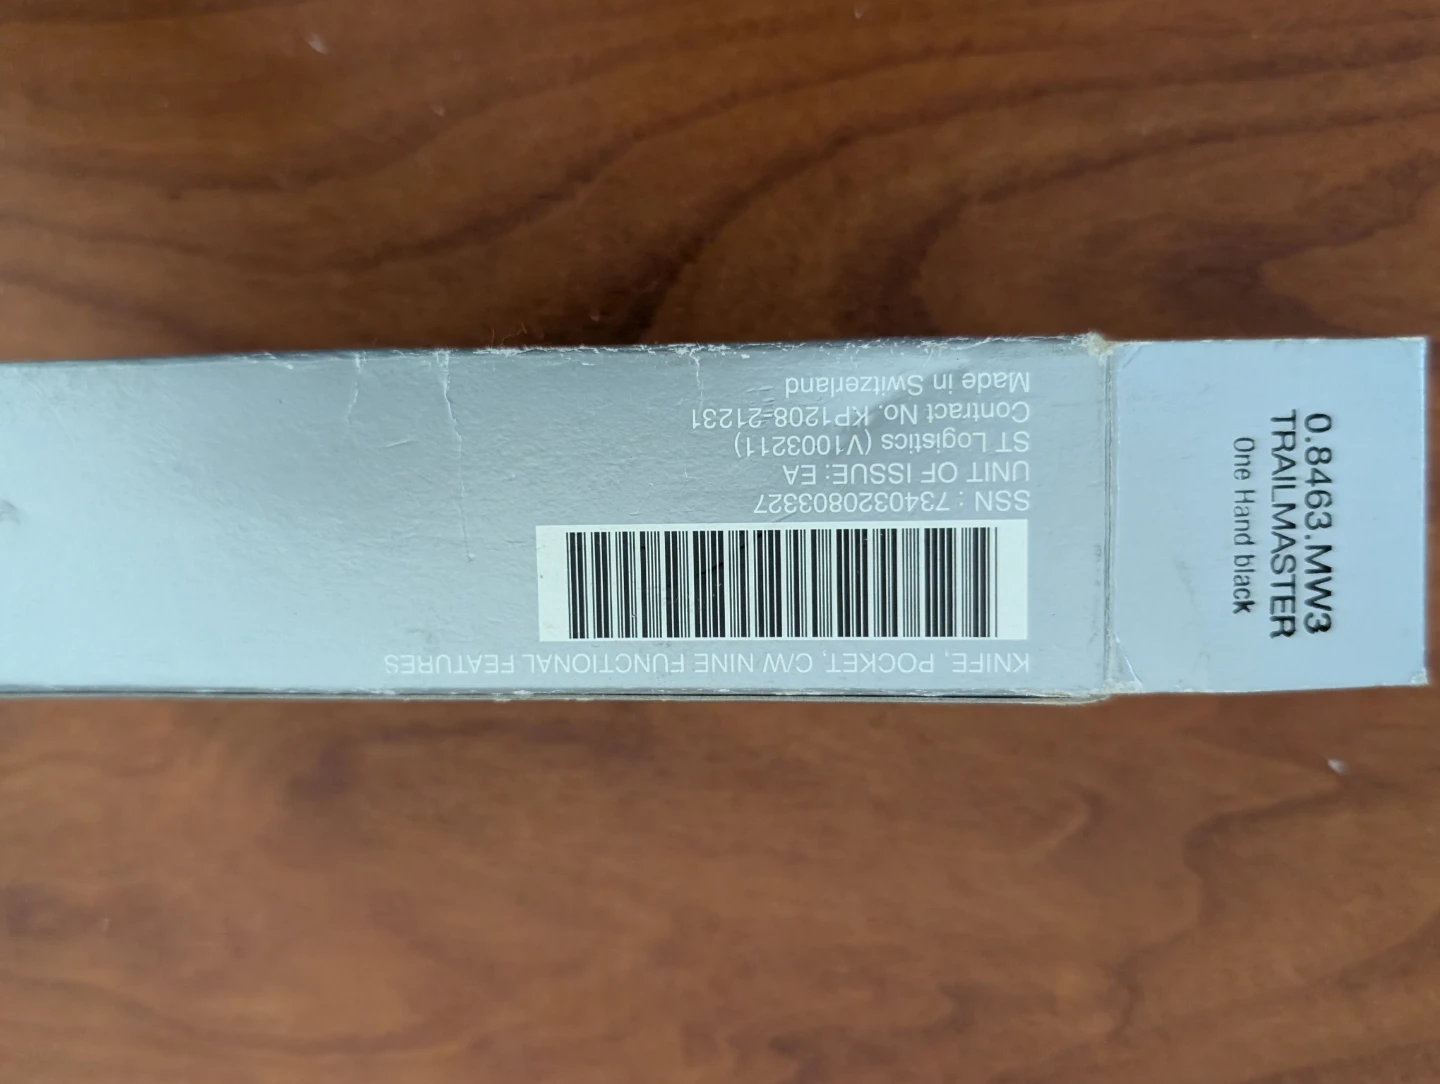 KNIFE, POCKET, C/W NINE FUNCTIONAL FEATURES
SSN : 7340320803327
UNIT OF ISSUE: EA
ST Logistics (V1003211)
Contract No. KP1208-21231
Made in Switzerland
0.8463.MW3
TRAILMASTER
One Hand black